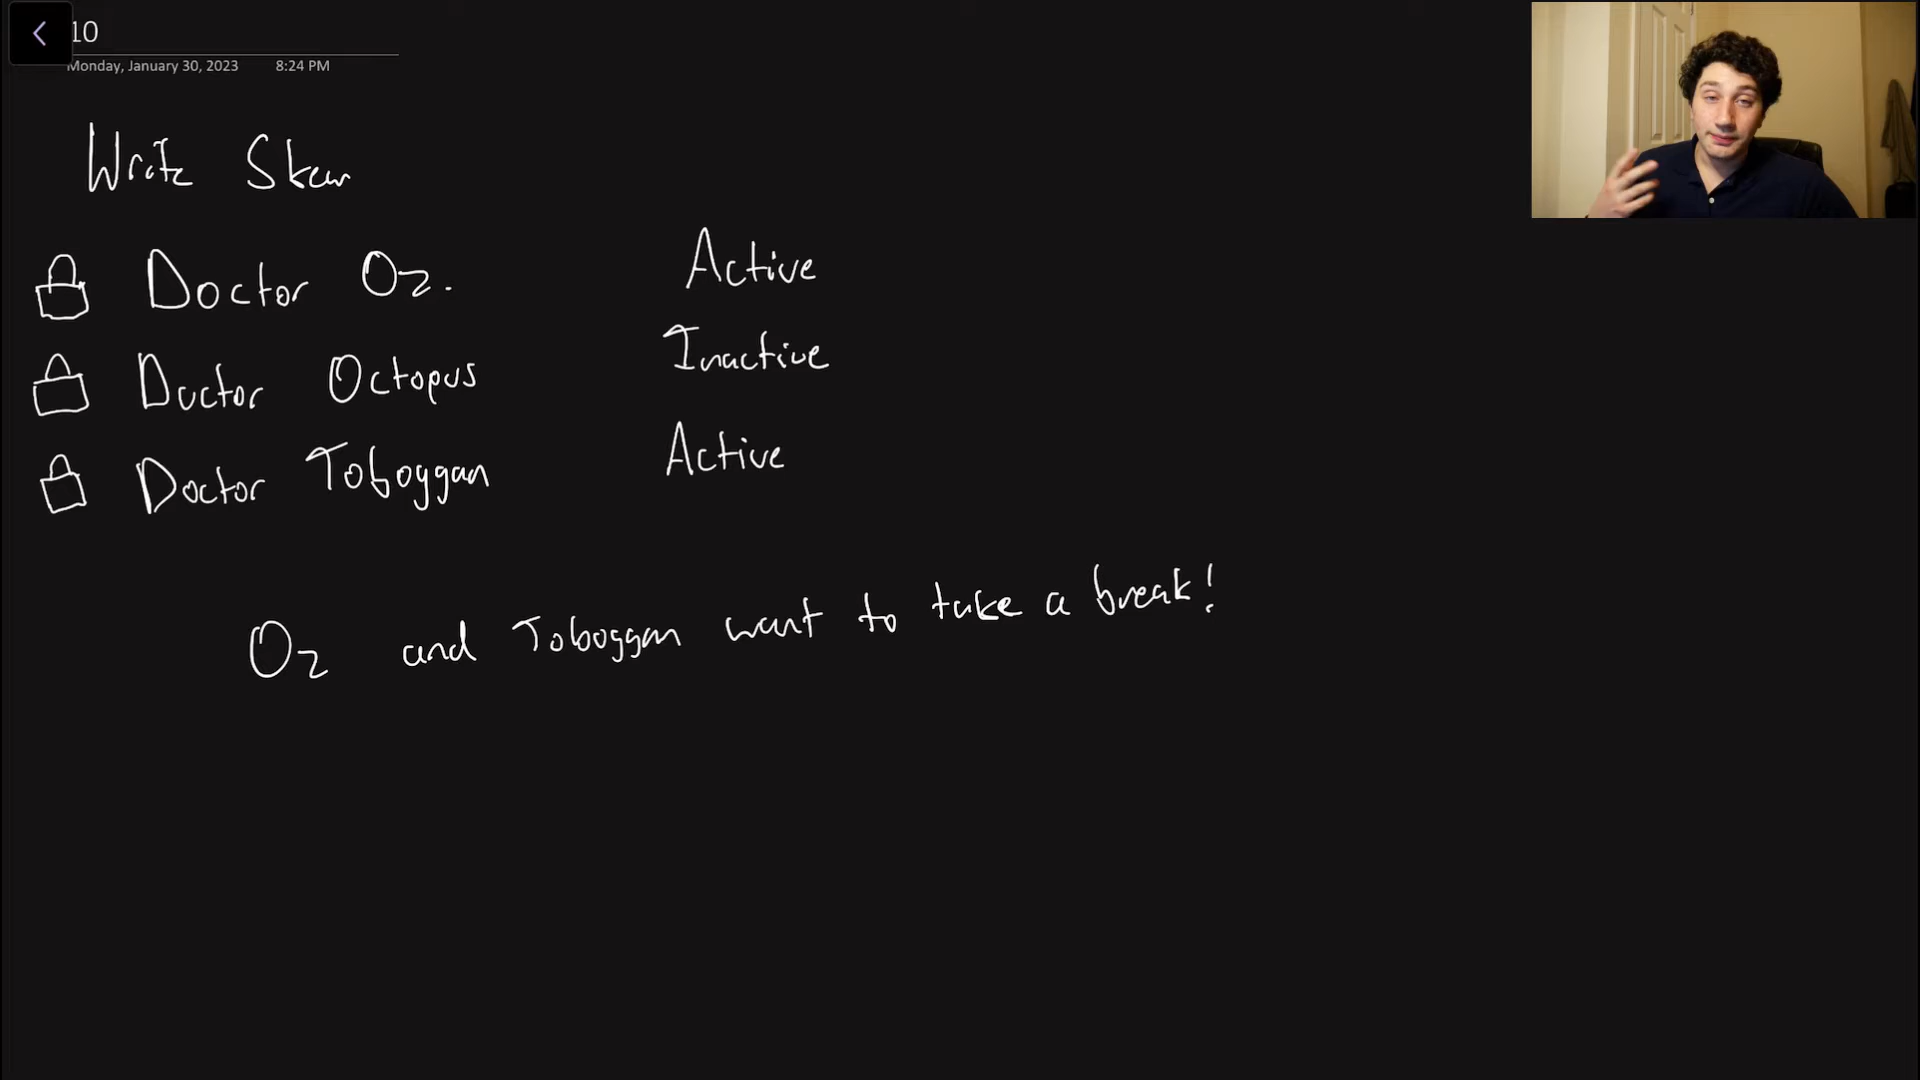 10
Monday, January 30, 2023 8:24 PM
Write Skew
Doctor Oz. Active
Doctor Octopus Inactive
Doctor Toboggan Active
Oz and Toboggan want to take a break!